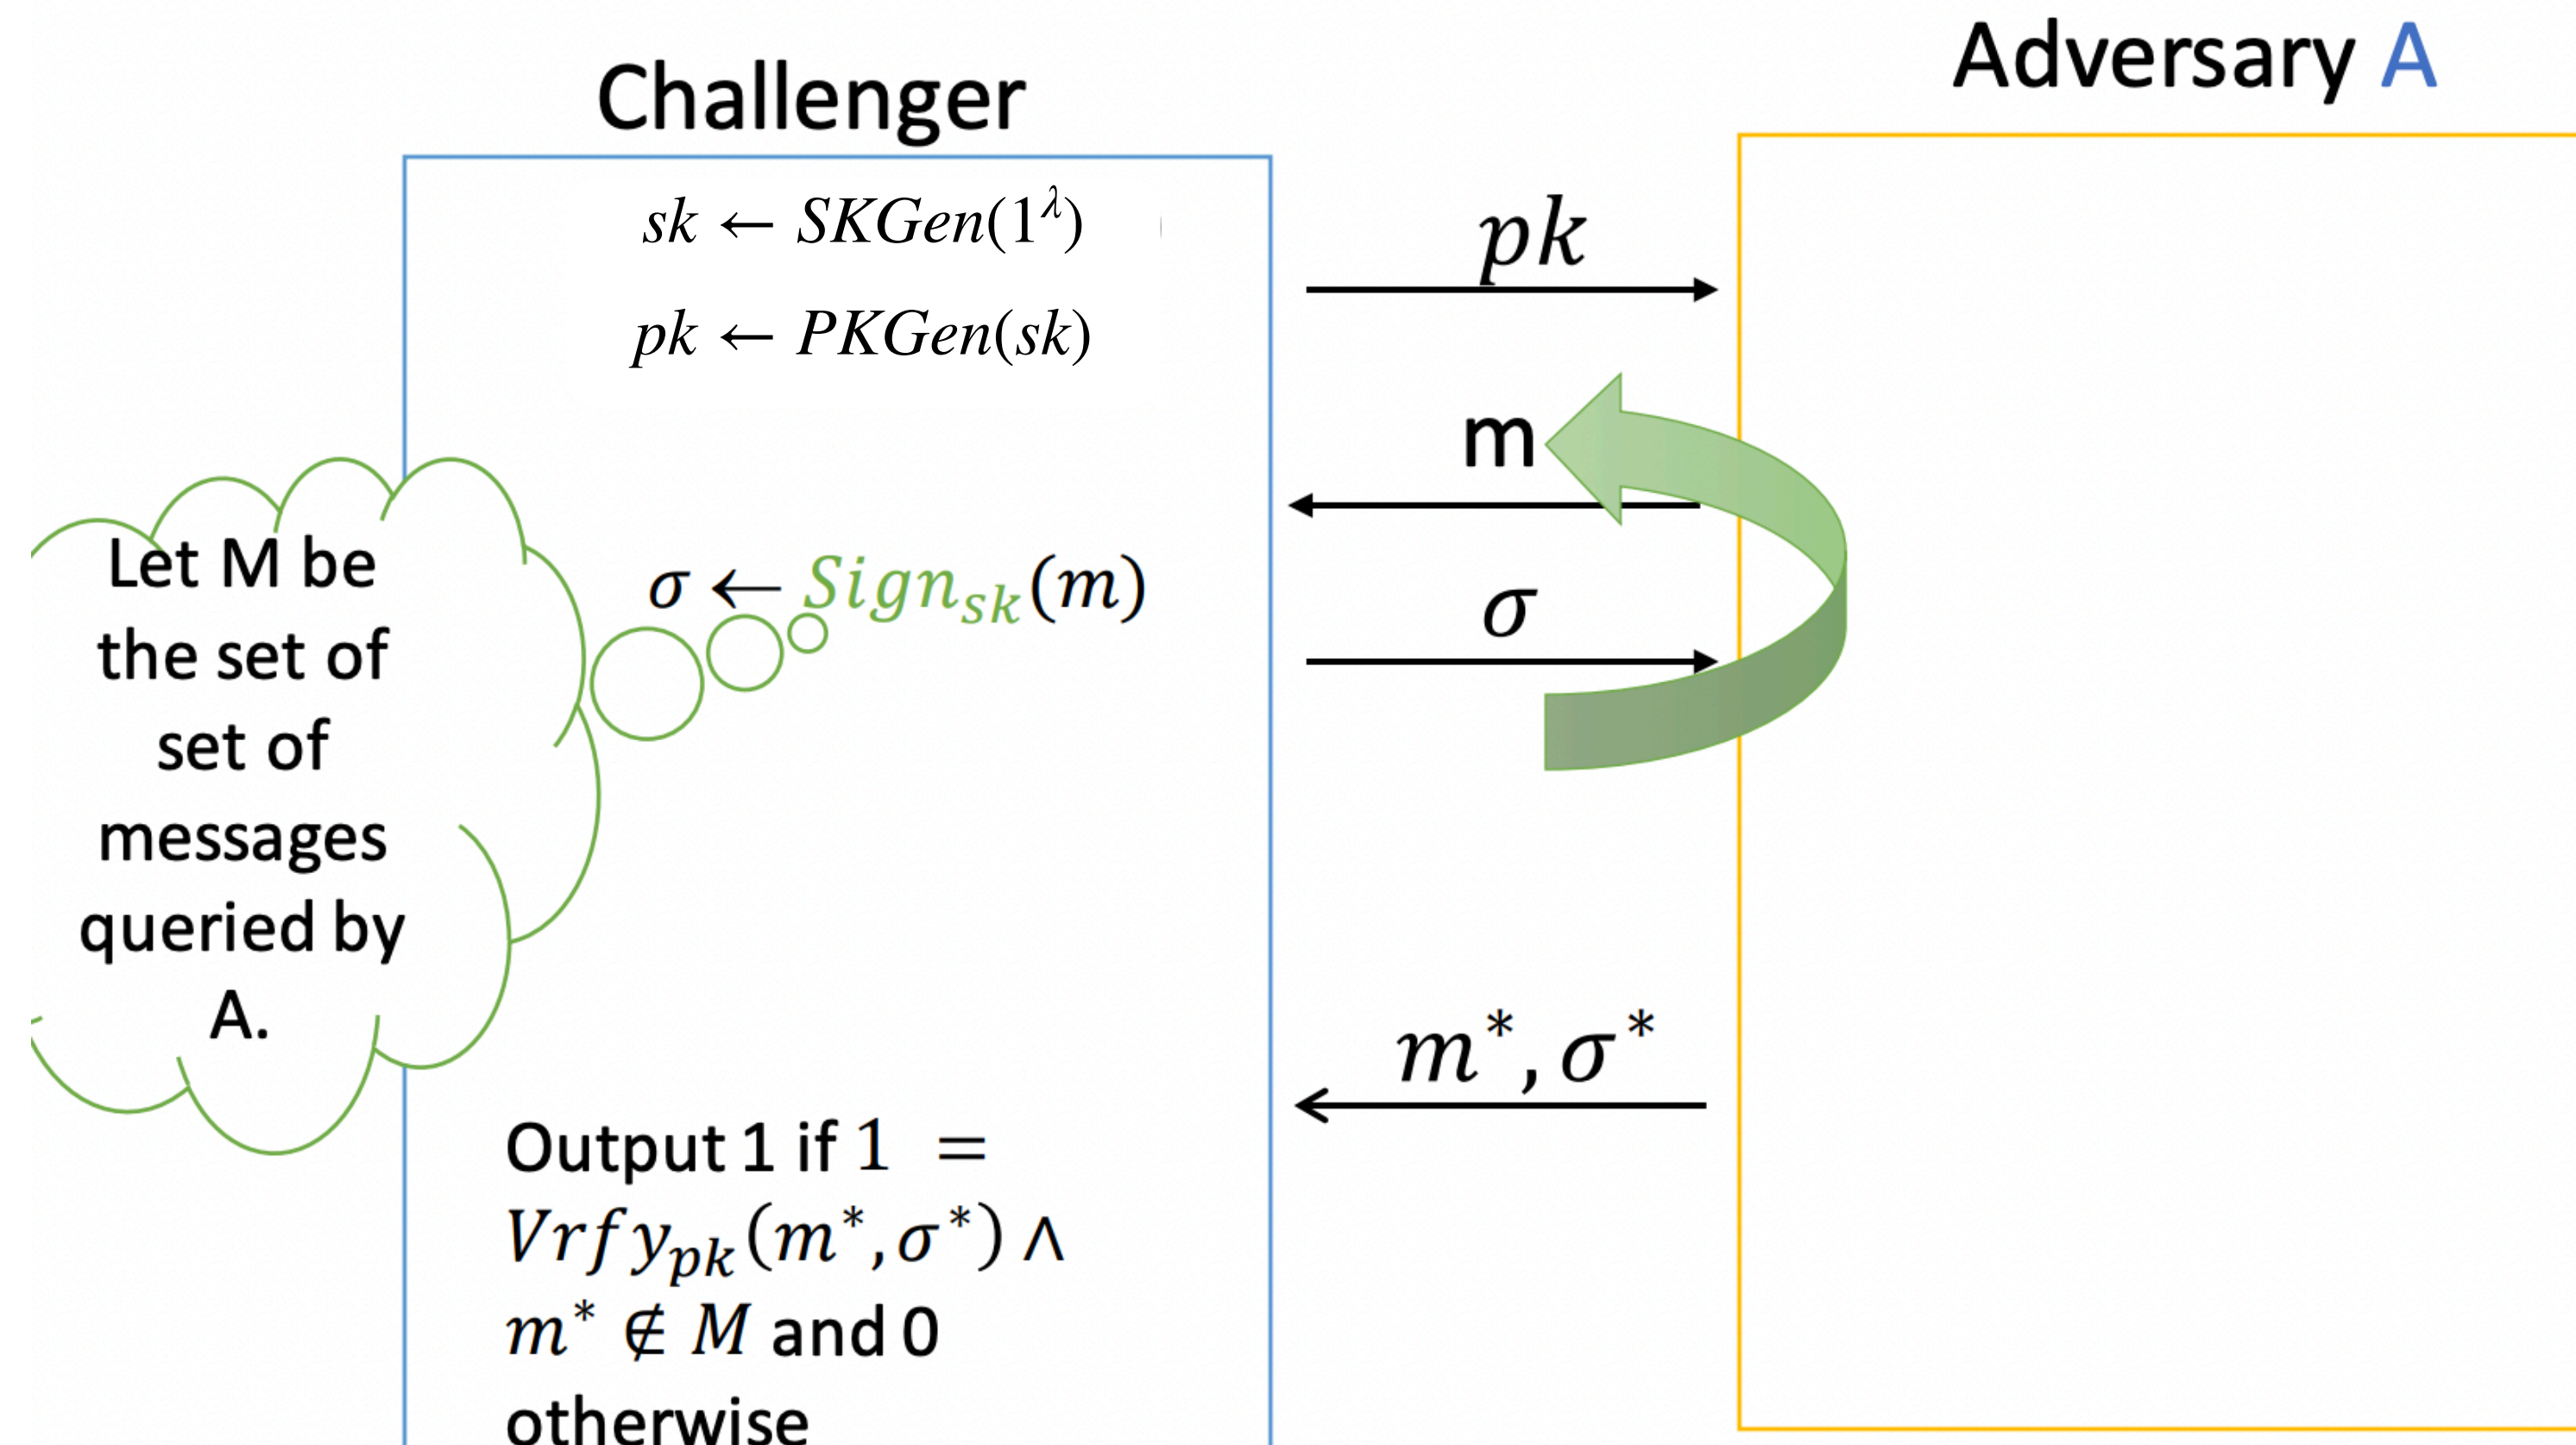 Challenger
Adversary A
sk ← SKGen(1^λ)
pk ← PKGen(sk)
pk
m
σ ← Sign_sk(m)
σ
Let M be
the set of
set of
messages
queried by
A.
m*, σ*
Output 1 if 1 =
Vrfy_pk(m*, σ*) ∧
m* ∉ M and 0
otherwise